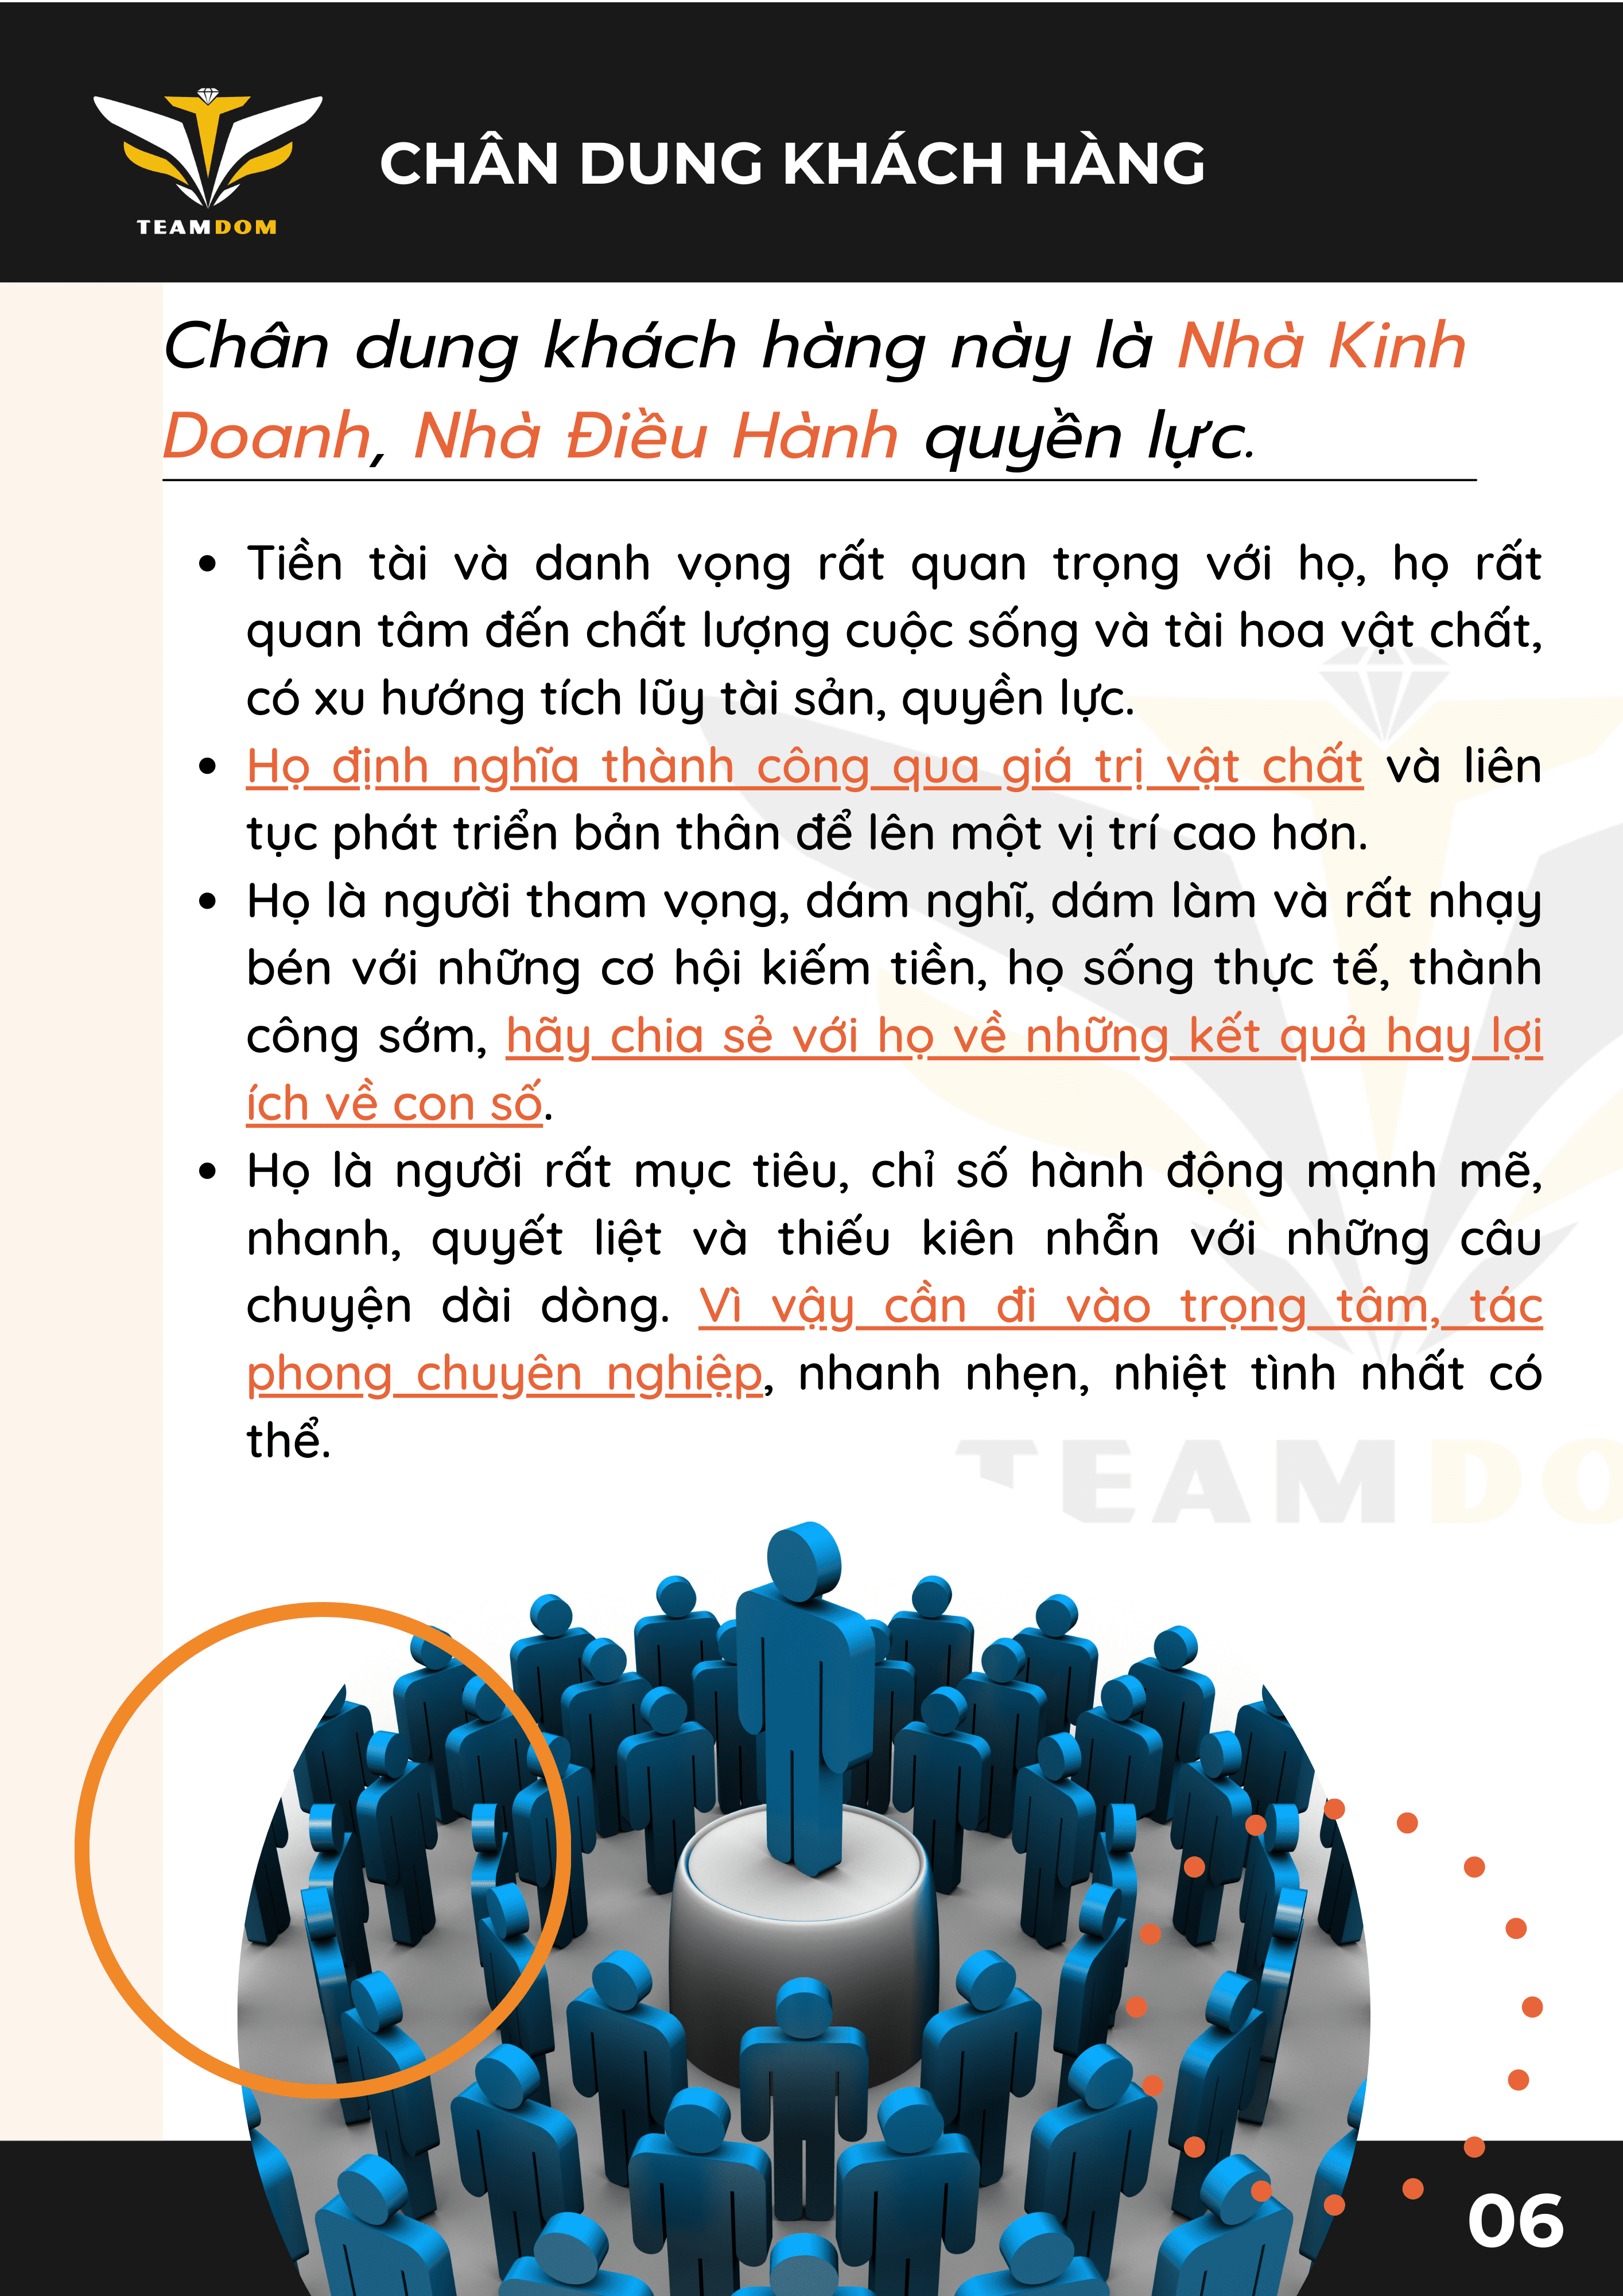 TEAMDOM
CHÂN DUNG KHÁCH HÀNG
Chân dung khách hàng này là Nhà Kinh
Doanh, Nhà Điều Hành quyền lực.
Tiền tài và danh vọng rất quan trọng với họ, họ rất
quan tâm đến chất lượng cuộc sống và tài hoa vật chất,
có xu hướng tích lũy tài sản, quyền lực.
Họ định nghĩa thành công qua giá trị vật chất và liên
tục phát triển bản thân để lên một vị trí cao hơn.
Họ là người tham vọng, dám nghĩ, dám làm và rất nhạy
bén với những cơ hội kiếm tiền, họ sống thực tế, thành
công sớm, hãy chia sẻ với họ về những kết quả hay lợi
ích về con số.
Họ là người rất mục tiêu, chỉ số hành động mạnh mẽ,
nhanh, quyết liệt và thiếu kiên nhẫn với những câu
chuyện dài dòng. Vì vậy cần đi vào trọng tâm, tác
phong chuyên nghiệp, nhanh nhẹn, nhiệt tình nhất có
thể.
TEAMDO
06